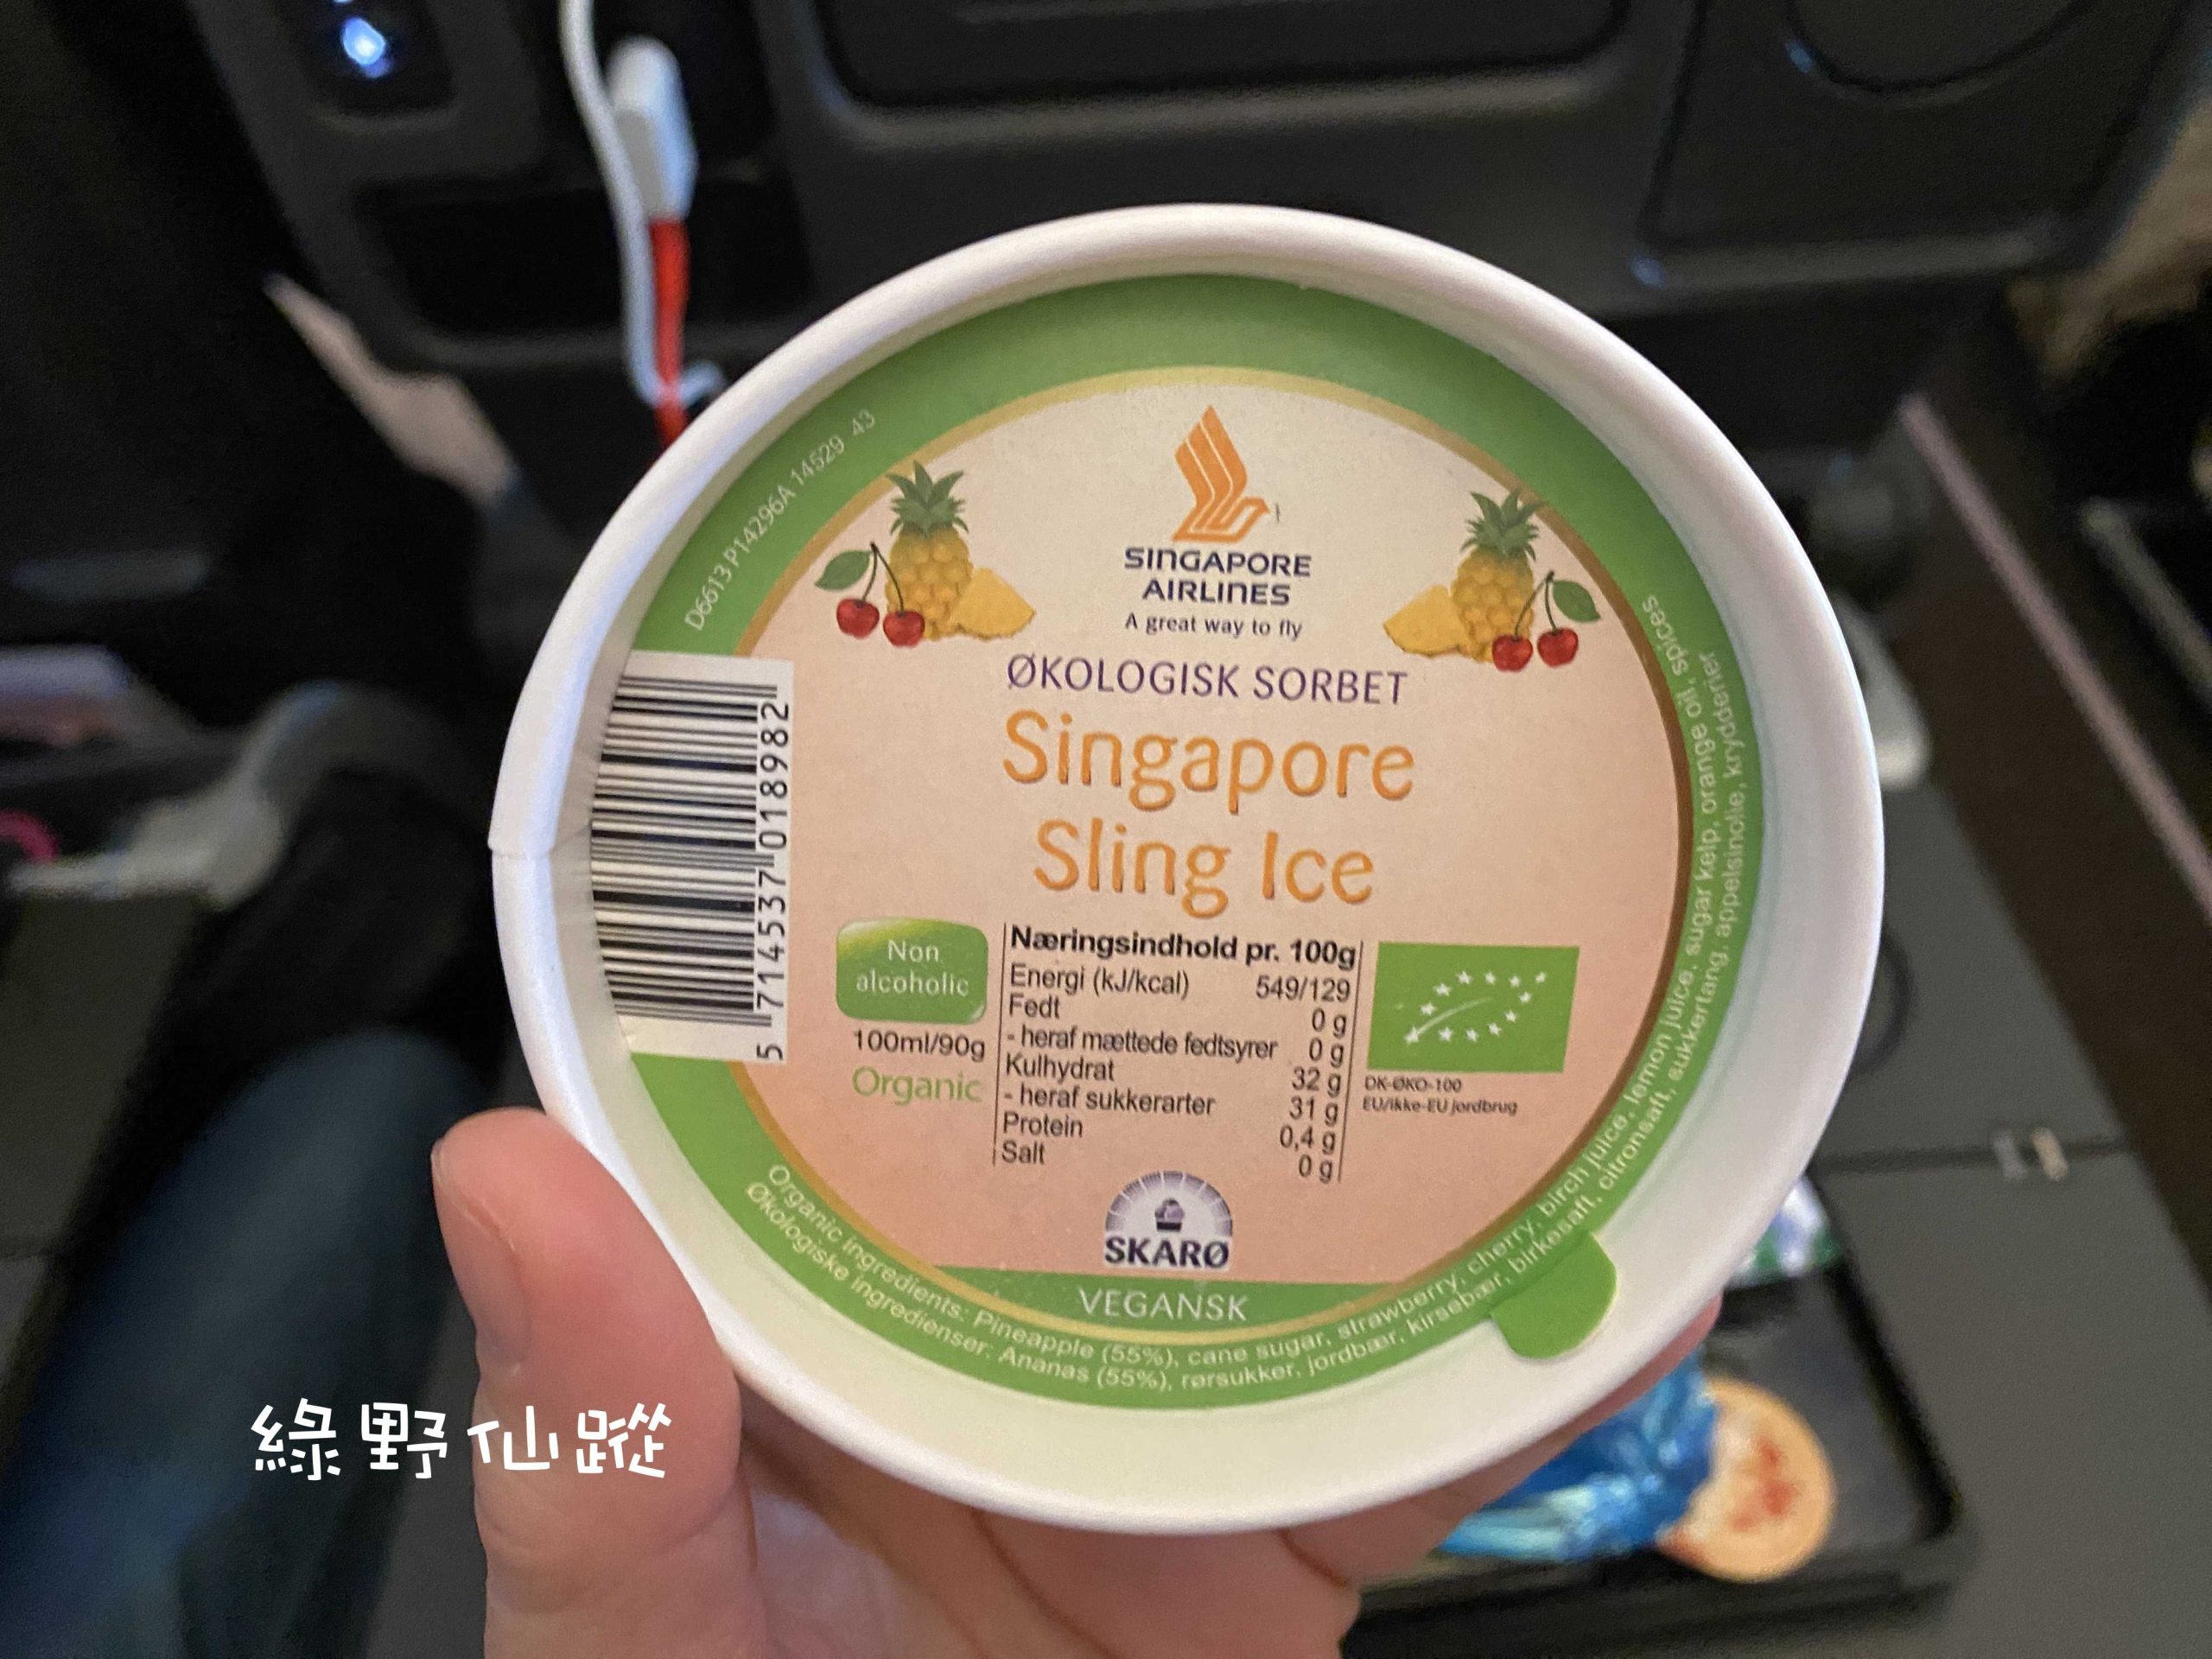 D6613 P14296A 14529 43
SINGAPORE
AIRLINES
A great way to fly
ØKOLOGISK SORBET
Singapore
Sling Ice
5 714537 018982
Non
alcoholic
100ml/90g
Organic
Næringsindhold pr. 100g
Energi (kJ/kcal) 549/129
Fedt 0 g
- heraf mættede fedtsyrer 0 g
Kulhydrat 32 g
- heraf sukkerarter 31 g
Protein 0,4 g
Salt 0 g
DK-ØKO-100
EU/ikke-EU jordbrug
SKARØ
VEGANSK
Organic ingredients: Pineapple (55%), cane sugar, strawberry, cherry, birch juice, lemon juice, sugar kelp, orange oil, spices
Økologiske ingredienser: Ananas (55%), rørsukker, jordbær, kirsebær, birkesaft, citronsaft, sukkertang, appelsinolie, krydderier
綠野仙蹤